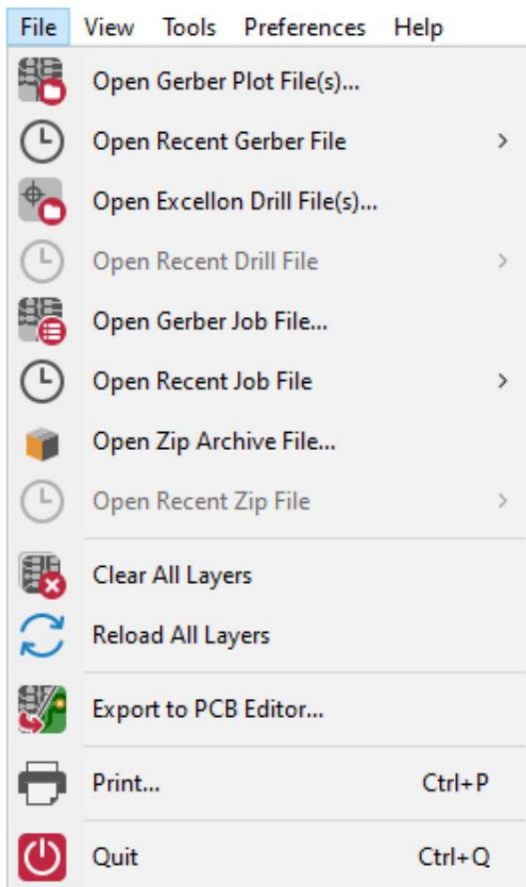 File View Tools Preferences Help
Open Gerber Plot File(s)...
Open Recent Gerber File
Open Excellon Drill File(s)...
Open Recent Drill File
Open Gerber Job File...
Open Recent Job File
Open Zip Archive File...
Open Recent Zip File
Clear All Layers
Reload All Layers
Export to PCB Editor...
Print... Ctrl+P
Quit Ctrl+Q